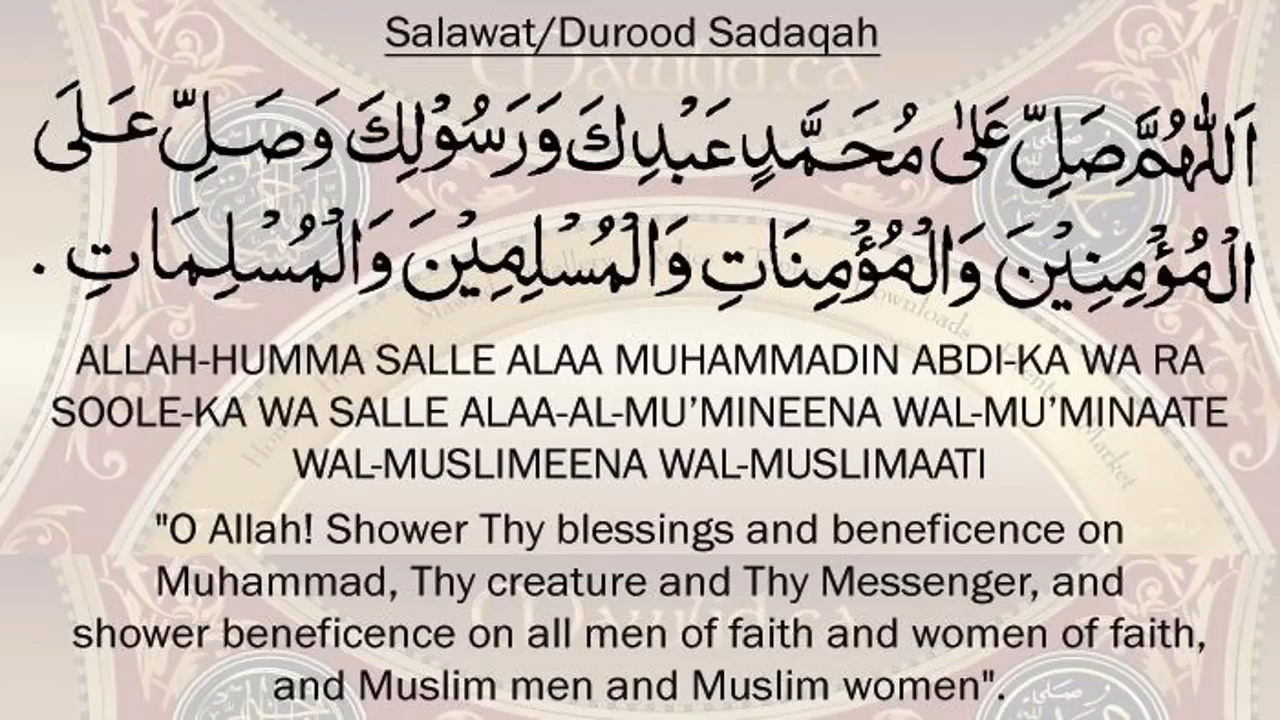 Salawat/Durood Sadaqah
اَللّٰهُمَّ صَلِّ عَلٰى مُحَمَّدٍ عَبْدِكَ وَرَسُوْلِكَ وَصَلِّ عَلَى
الْمُؤْمِنِيْنَ وَالْمُؤْمِنَاتِ وَالْمُسْلِمِيْنَ وَالْمُسْلِمَاتِ .
ALLAH-HUMMA SALLE ALAA MUHAMMADIN ABDI-KA WA RA
SOOLE-KA WA SALLE ALAA-AL-MU’MINEENA WAL-MU’MINAATE
WAL-MUSLIMEENA WAL-MUSLIMAATI
"O Allah! Shower Thy blessings and beneficence on
Muhammad, Thy creature and Thy Messenger, and
shower beneficence on all men of faith and women of faith,
and Muslim men and Muslim women".